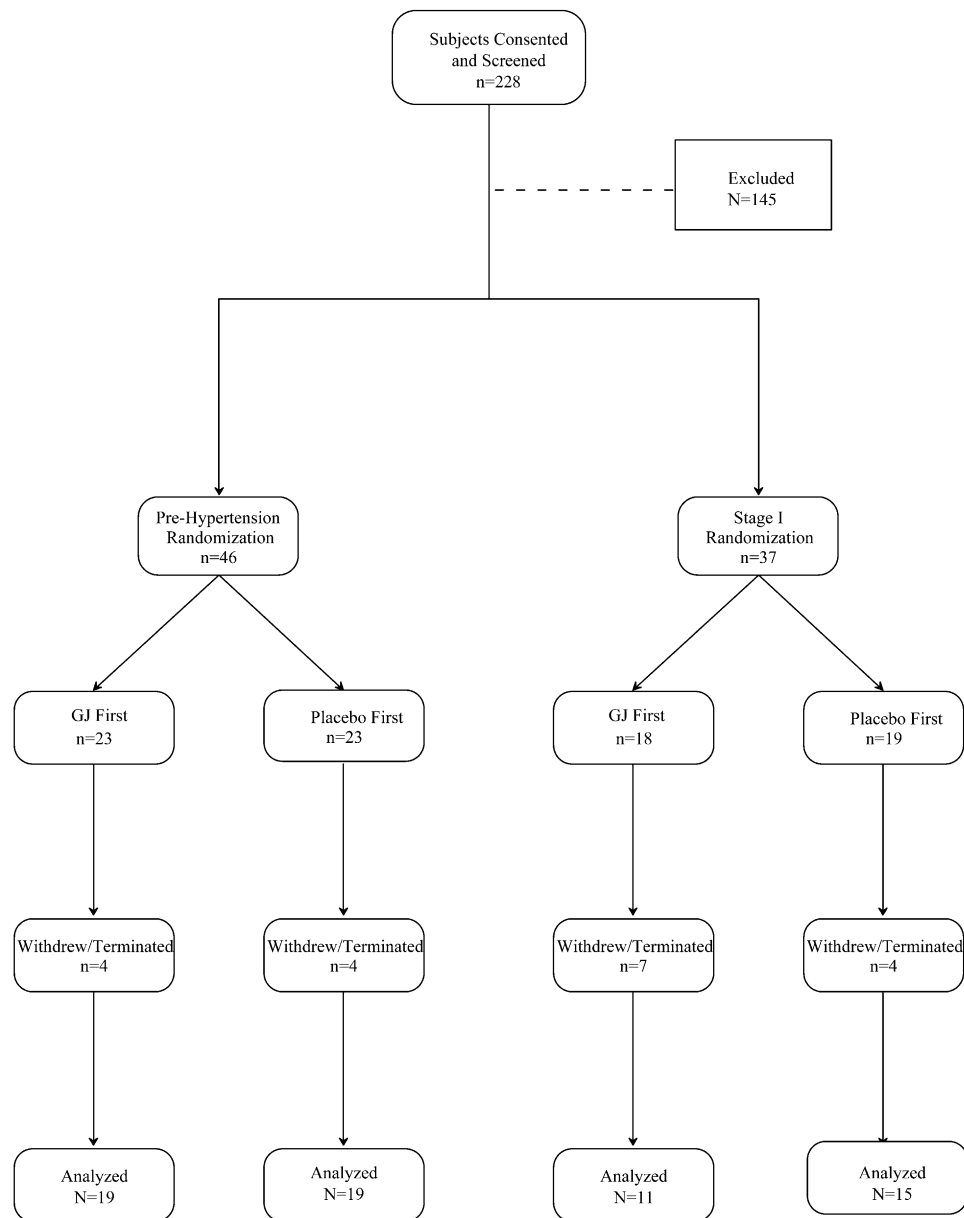 Subjects Consented
and Screened
n=228
Excluded
N=145
Pre-Hypertension
Randomization
n=46
Stage I
Randomization
n=37
GJ First
n=23
Placebo First
n=23
GJ First
n=18
Placebo First
n=19
Withdrew/Terminated
n=4
Withdrew/Terminated
n=4
Withdrew/Terminated
n=7
Withdrew/Terminated
n=4
Analyzed
N=19
Analyzed
N=19
Analyzed
N=11
Analyzed
N=15